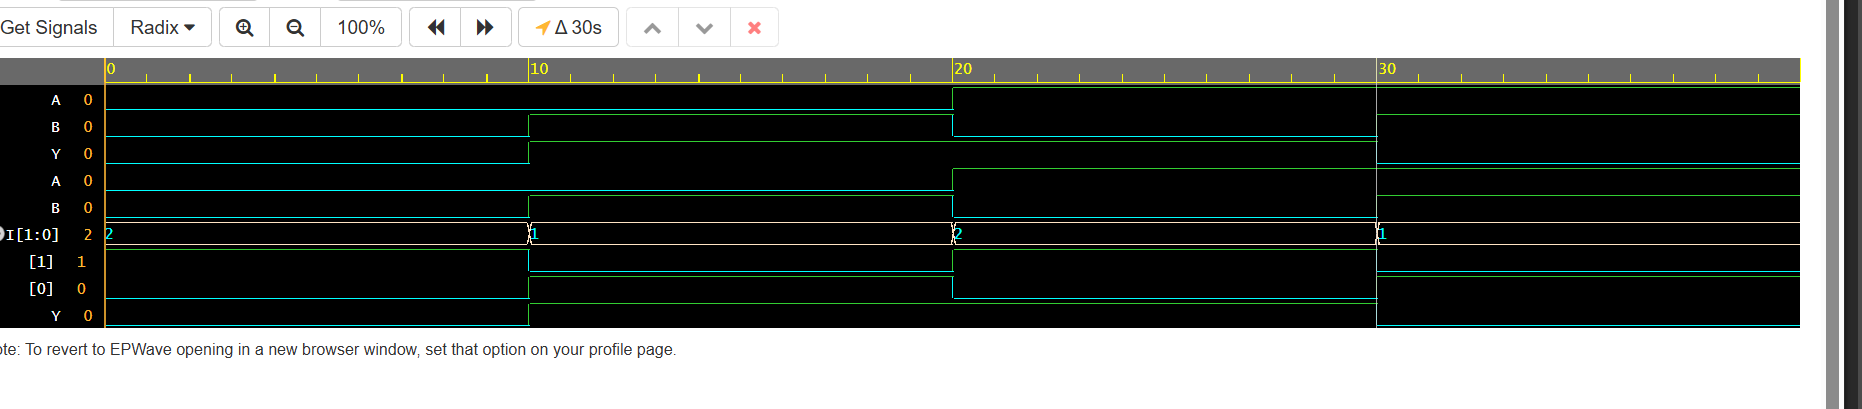 Get Signals Radix 100% Δ 30s
0 10 20 30
A 0
B 0
Y 0
A 0
B 0
I[1:0] 2 2 1 2 1
[1] 1
[0] 0
Y 0
ote: To revert to EPWave opening in a new browser window, set that option on your profile page.